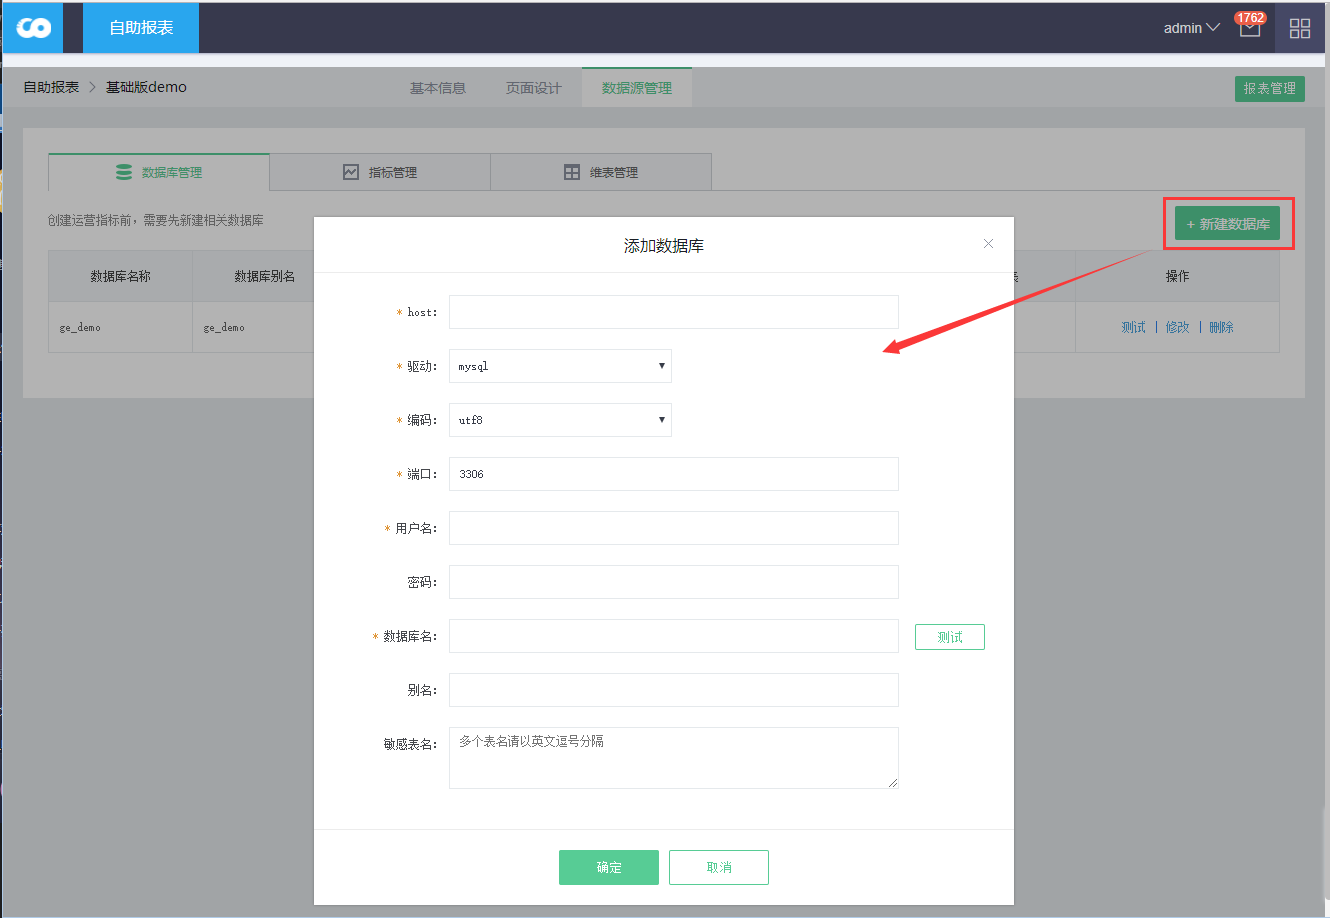 自助报表
admin
1762
自助报表 > 基础版demo
基本信息
页面设计
数据源管理
报表管理
数据库管理
指标管理
维表管理
创建运营指标前，需要先新建相关数据库
+ 新建数据库
数据库名称
数据库别名
操作
ge_demo
ge_demo
测试 | 修改 | 删除
添加数据库
* host:
* 驱动: mysql
* 编码: utf8
* 端口: 3306
* 用户名:
密码:
* 数据库名:
测试
别名:
敏感表名: 多个表名请以英文逗号分隔
确定
取消